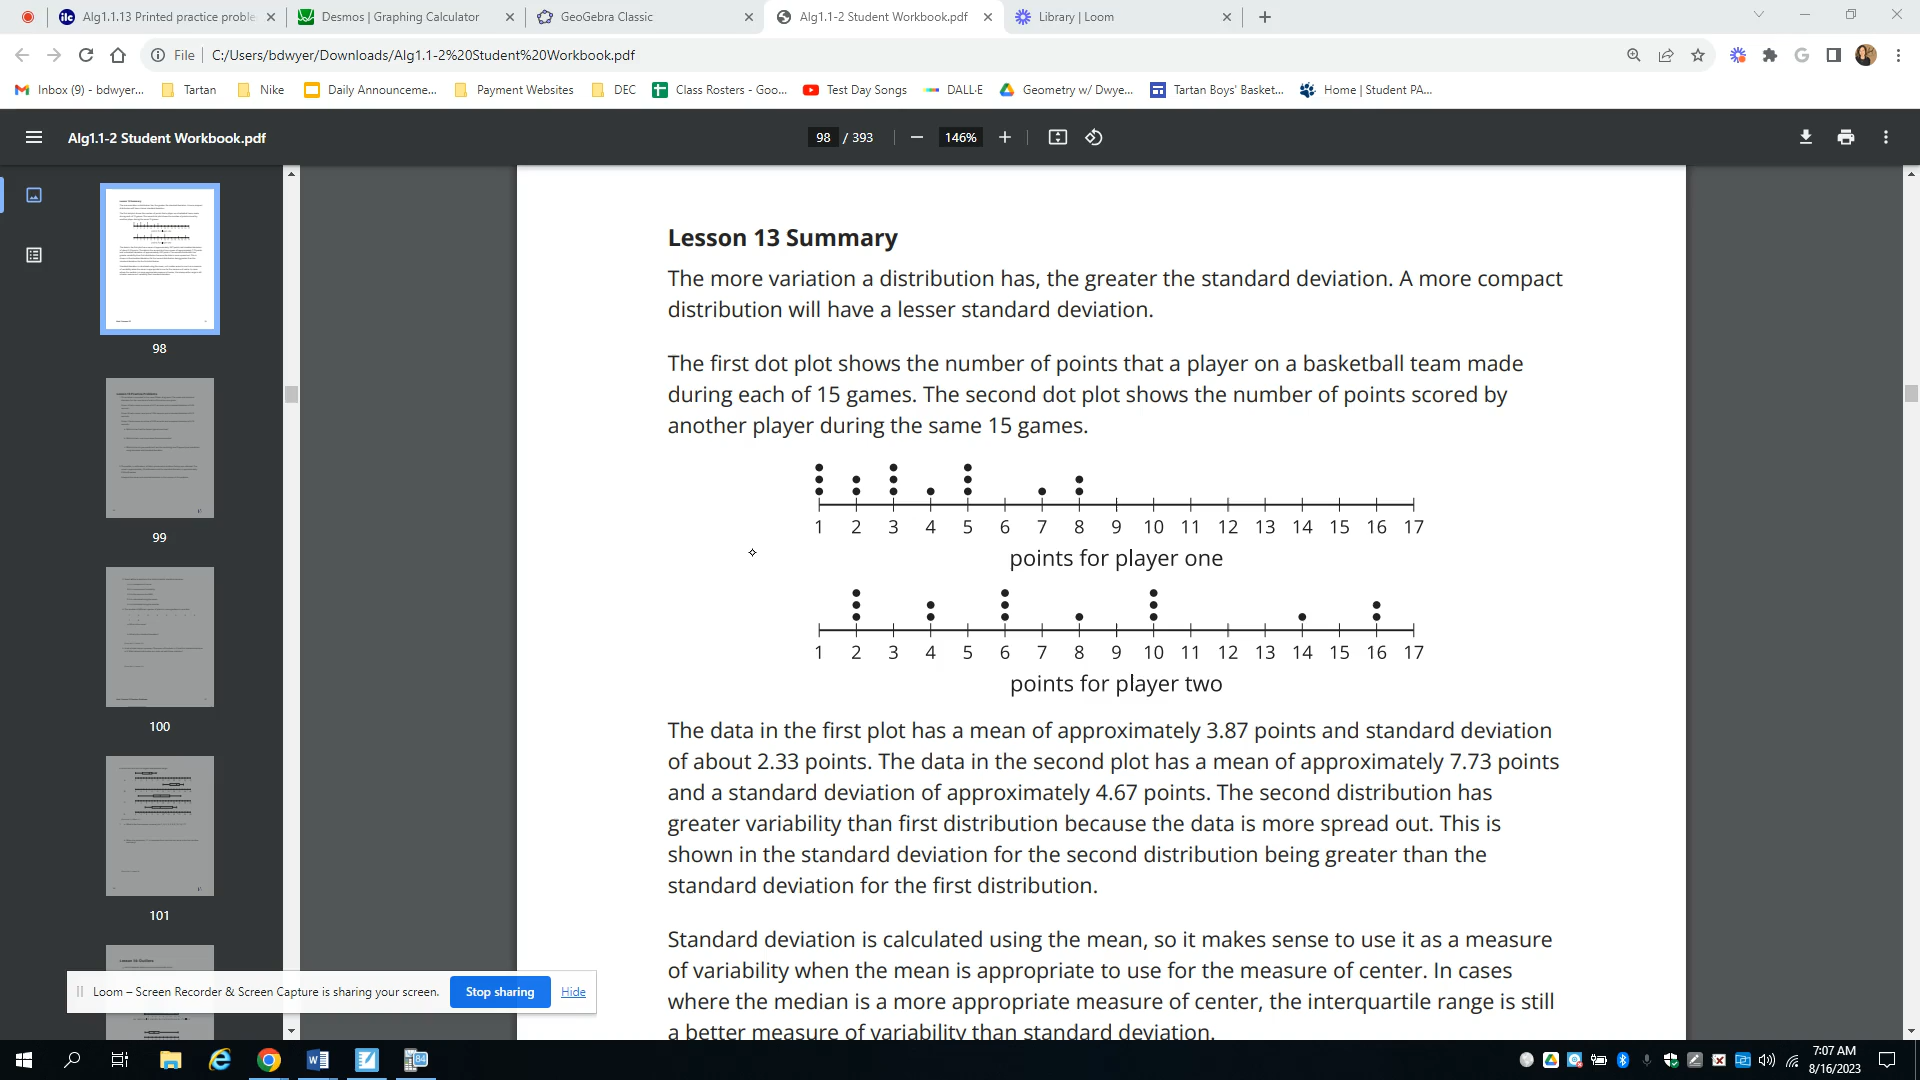 Alg1.1.13 Printed practice proble
Desmos | Graphing Calculator
GeoGebra Classic
Alg1.1-2 Student Workbook.pdf
Library | Loom
File
C:/Users/bdwyer/Downloads/Alg1.1-2%20Student%20Workbook.pdf
Inbox (9) - bdwyer...
Tartan
Nike
Daily Announceme...
Payment Websites
DEC
Class Rosters - Goo...
Test Day Songs
DALL·E
Geometry w/ Dwye...
Tartan Boys' Basket...
Home | Student PA...
Alg1.1-2 Student Workbook.pdf
98 / 393
146%
98
99
100
101
Lesson 13 Summary
The more variation a distribution has, the greater the standard deviation. A more compact
distribution will have a lesser standard deviation.
The first dot plot shows the number of points that a player on a basketball team made
during each of 15 games. The second dot plot shows the number of points scored by
another player during the same 15 games.
1 2 3 4 5 6 7 8 9 10 11 12 13 14 15 16 17
points for player one
1 2 3 4 5 6 7 8 9 10 11 12 13 14 15 16 17
points for player two
The data in the first plot has a mean of approximately 3.87 points and standard deviation
of about 2.33 points. The data in the second plot has a mean of approximately 7.73 points
and a standard deviation of approximately 4.67 points. The second distribution has
greater variability than first distribution because the data is more spread out. This is
shown in the standard deviation for the second distribution being greater than the
standard deviation for the first distribution.
Standard deviation is calculated using the mean, so it makes sense to use it as a measure
of variability when the mean is appropriate to use for the measure of center. In cases
where the median is a more appropriate measure of center, the interquartile range is still
a better measure of variability than standard deviation.
Loom – Screen Recorder & Screen Capture is sharing your screen.
Stop sharing
Hide
7:07 AM
8/16/2023